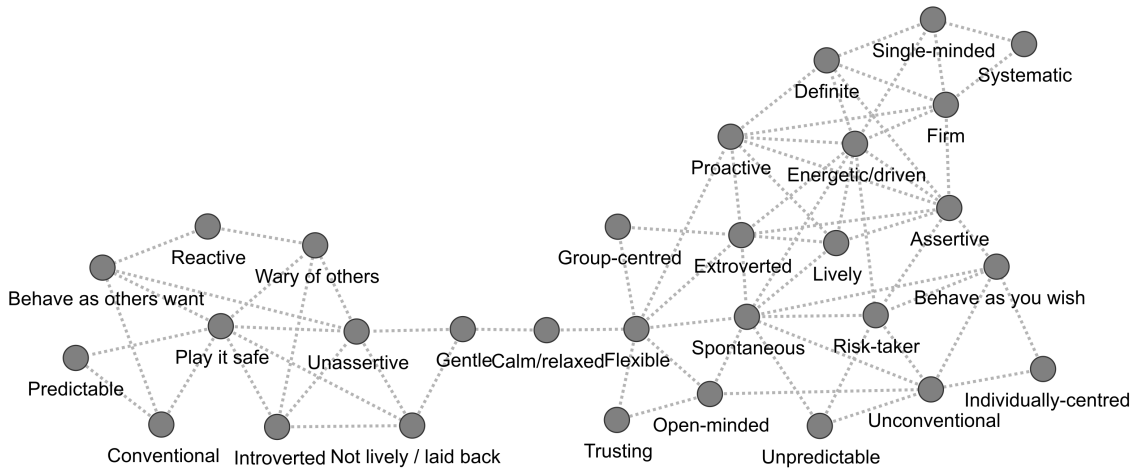 Single-minded
Systematic
Definite
Firm
Proactive
Energetic/driven
Assertive
Reactive
Wary of others
Group-centred
Extroverted
Lively
Behave as others want
Behave as you wish
Play it safe
Unassertive
Gentle
Calm/relaxed
Flexible
Spontaneous
Risk-taker
Predictable
Individually-centred
Conventional
Introverted
Not lively / laid back
Trusting
Open-minded
Unpredictable
Unconventional